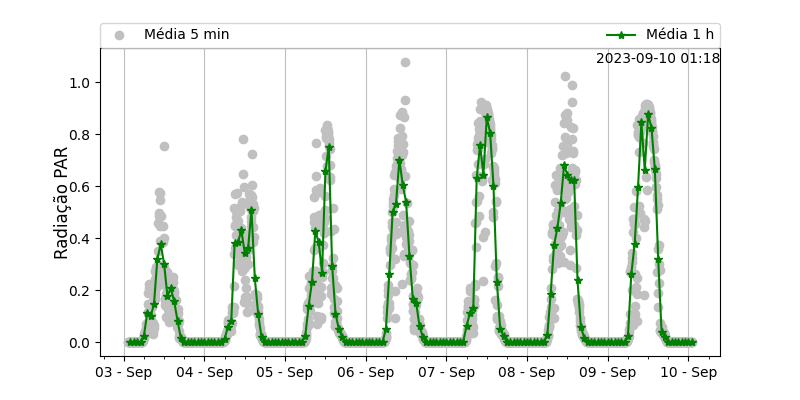 Média 5 min
Média 1 h
2023-09-10 01:18
Radiação PAR
1.0
0.8
0.6
0.4
0.2
0.0
03 - Sep
04 - Sep
05 - Sep
06 - Sep
07 - Sep
08 - Sep
09 - Sep
10 - Sep